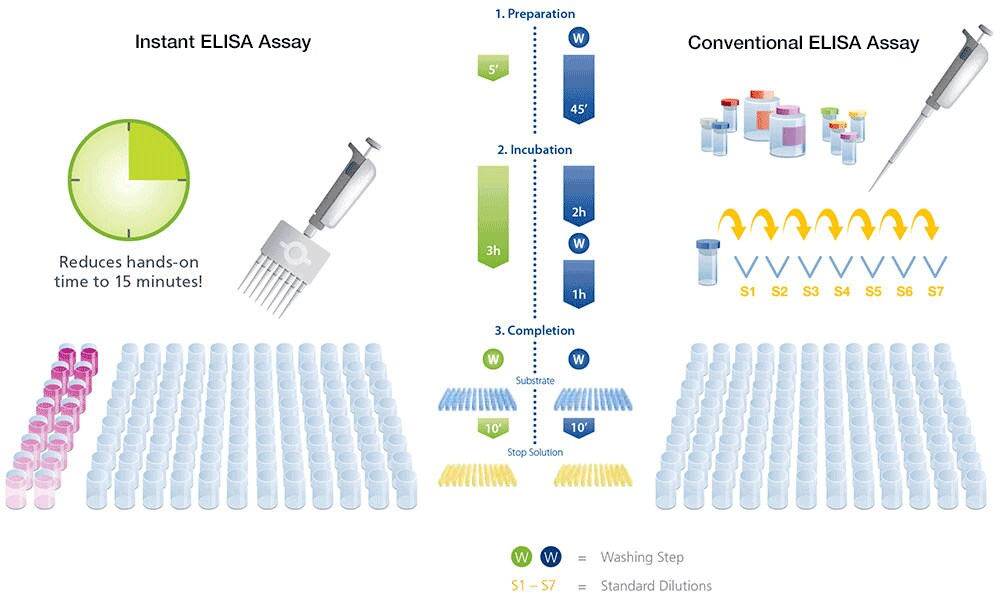 Instant ELISA Assay
Reduces hands-on
time to 15 minutes!
1. Preparation
W
5’
45’
2. Incubation
3h
2h
W
1h
3. Completion
W
W
Substrate
10’
10’
Stop Solution
Conventional ELISA Assay
S1 S2 S3 S4 S5 S6 S7
W W = Washing Step
S1 – S7 = Standard Dilutions